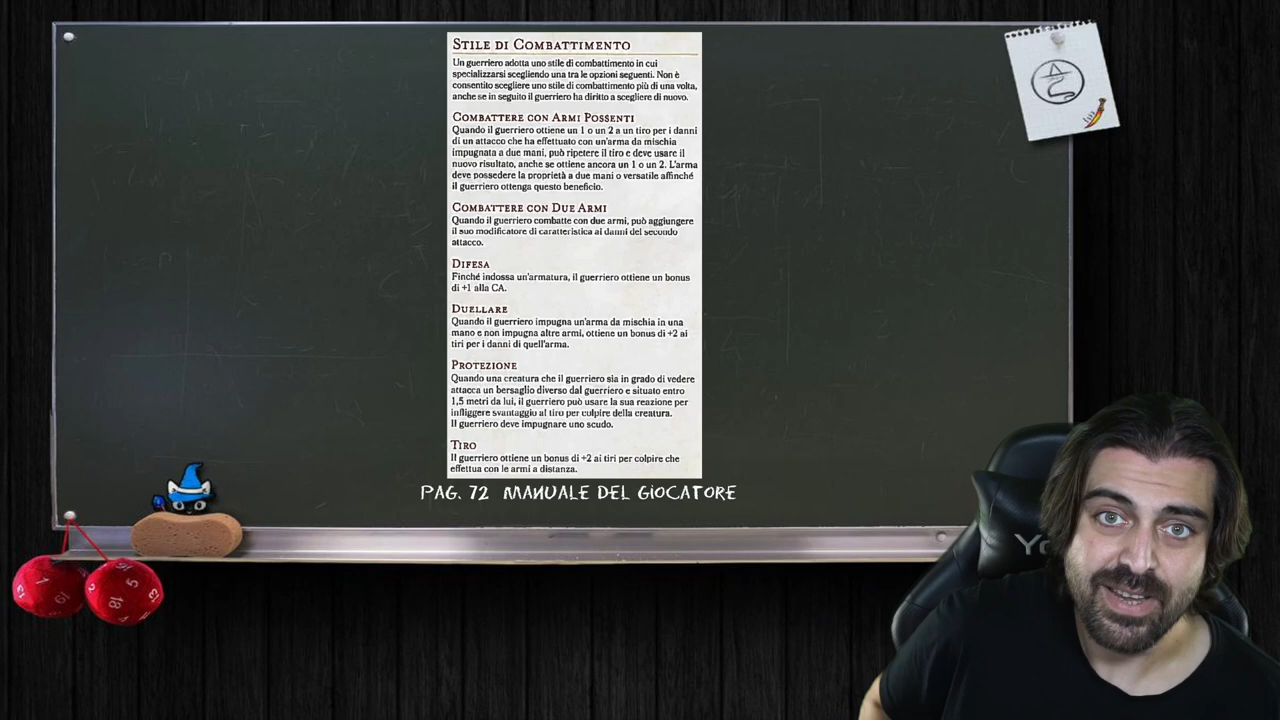 STILE DI COMBATTIMENTO
Un guerriero adotta uno stile di combattimento in cui
specializzarsi scegliendo una tra le opzioni seguenti. Non è
consentito scegliere uno stile di combattimento più di una volta,
anche se in seguito il guerriero ha diritto a scegliere di nuovo.
COMBATTERE CON ARMI POSSENTI
Quando il guerriero ottiene un 1 o un 2 a un tiro per i danni
di un attacco che ha effettuato con un'arma da mischia
impugnata a due mani, può ripetere il tiro e deve usare il
nuovo risultato, anche se ottiene ancora un 1 o un 2. L'arma
deve possedere la proprietà a due mani o versatile affinché
il guerriero ottenga questo beneficio.
COMBATTERE CON DUE ARMI
Quando il guerriero combatte con due armi, può aggiungere
il suo modificatore di caratteristica ai danni del secondo
attacco.
DIFESA
Finché indossa un'armatura, il guerriero ottiene un bonus
di +1 alla CA.
DUELLARE
Quando il guerriero impugna un'arma da mischia in una
mano e non impugna altre armi, ottiene un bonus di +2 ai
tiri per i danni di quell'arma.
PROTEZIONE
Quando una creatura che il guerriero sia in grado di vedere
attacca un bersaglio diverso dal guerriero e situato entro
1,5 metri da lui, il guerriero può usare la sua reazione per
infliggere svantaggio al tiro per colpire della creatura.
Il guerriero deve impugnare uno scudo.
TIRO
Il guerriero ottiene un bonus di +2 ai tiri per colpire che
effettua con le armi a distanza.
PAG. 72 MANUALE DEL GIOCATORE